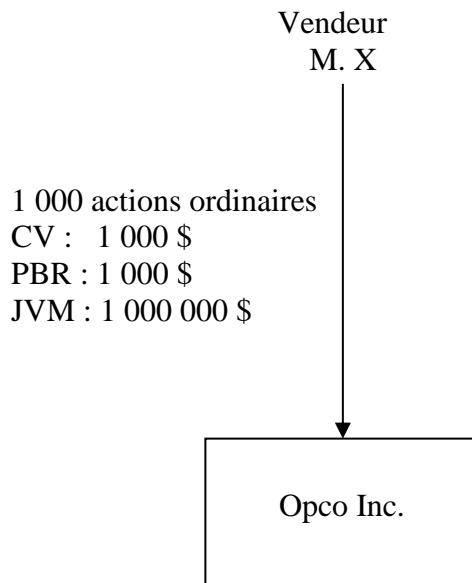 Vendeur
M. X
1 000 actions ordinaires
CV : 1 000 $
PBR : 1 000 $
JVM : 1 000 000 $
Opco Inc.